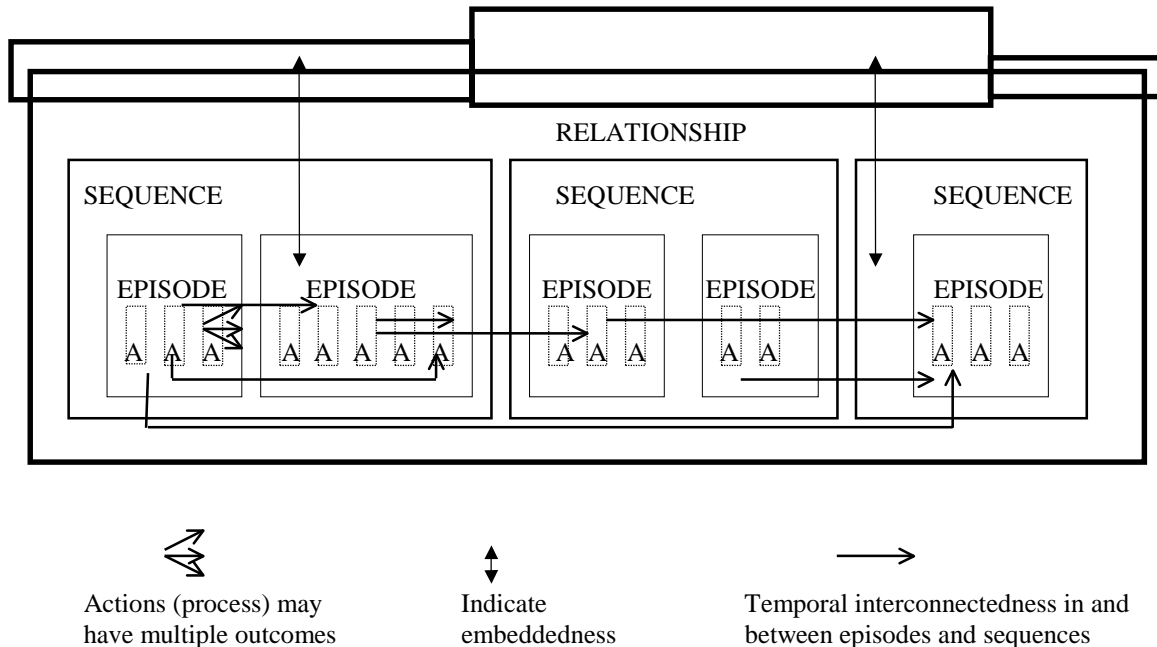 RELATIONSHIP
SEQUENCE SEQUENCE SEQUENCE
EPISODE EPISODE EPISODE EPISODE EPISODE
A A A A A A A A A A A A A A A A
Actions (process) may
have multiple outcomes
Indicate
embeddedness
Temporal interconnectedness in and
between episodes and sequences